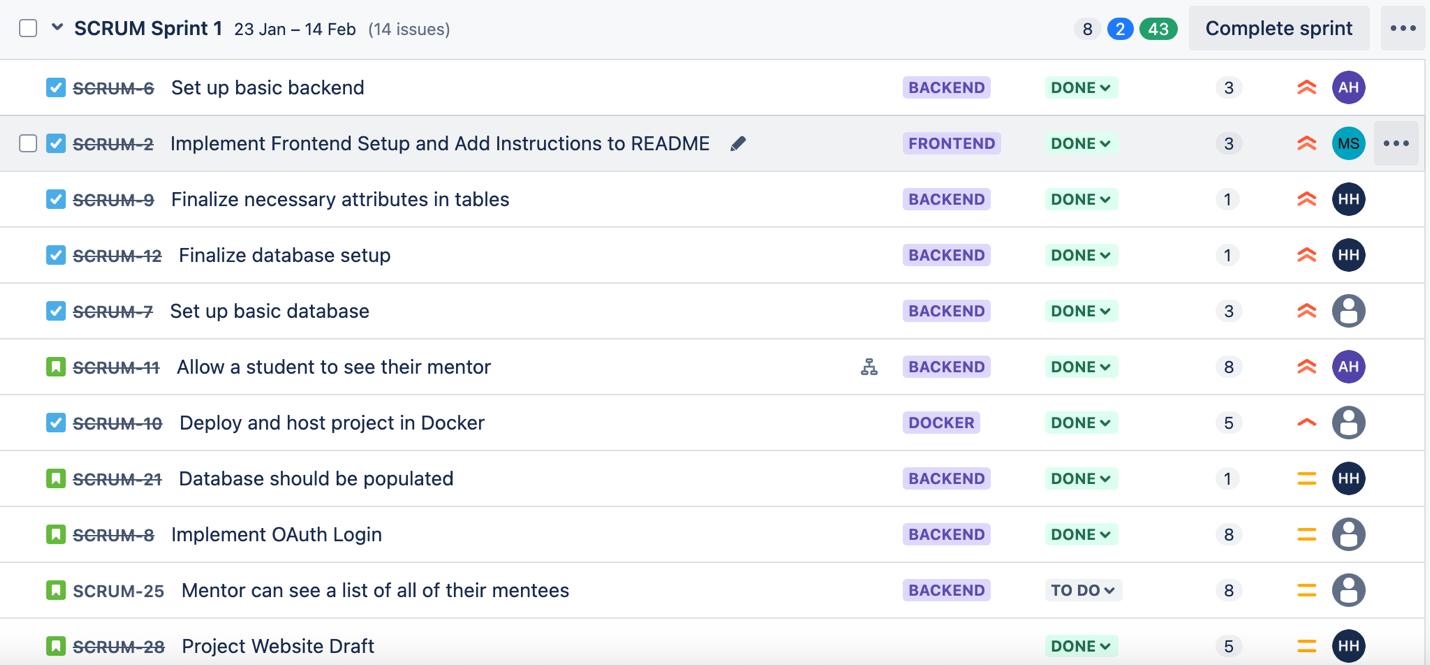 SCRUM Sprint 1 23 Jan – 14 Feb (14 issues) 8 2 43 Complete sprint
SCRUM-6 Set up basic backend BACKEND DONE 3 AH
SCRUM-2 Implement Frontend Setup and Add Instructions to README FRONTEND DONE 3 MS
SCRUM-9 Finalize necessary attributes in tables BACKEND DONE 1 HH
SCRUM-12 Finalize database setup BACKEND DONE 1 HH
SCRUM-7 Set up basic database BACKEND DONE 3
SCRUM-11 Allow a student to see their mentor BACKEND DONE 8 AH
SCRUM-10 Deploy and host project in Docker DOCKER DONE 5
SCRUM-21 Database should be populated BACKEND DONE 1 HH
SCRUM-8 Implement OAuth Login BACKEND DONE 8
SCRUM-25 Mentor can see a list of all of their mentees BACKEND TO DO 8
SCRUM-28 Project Website Draft DONE 5 HH